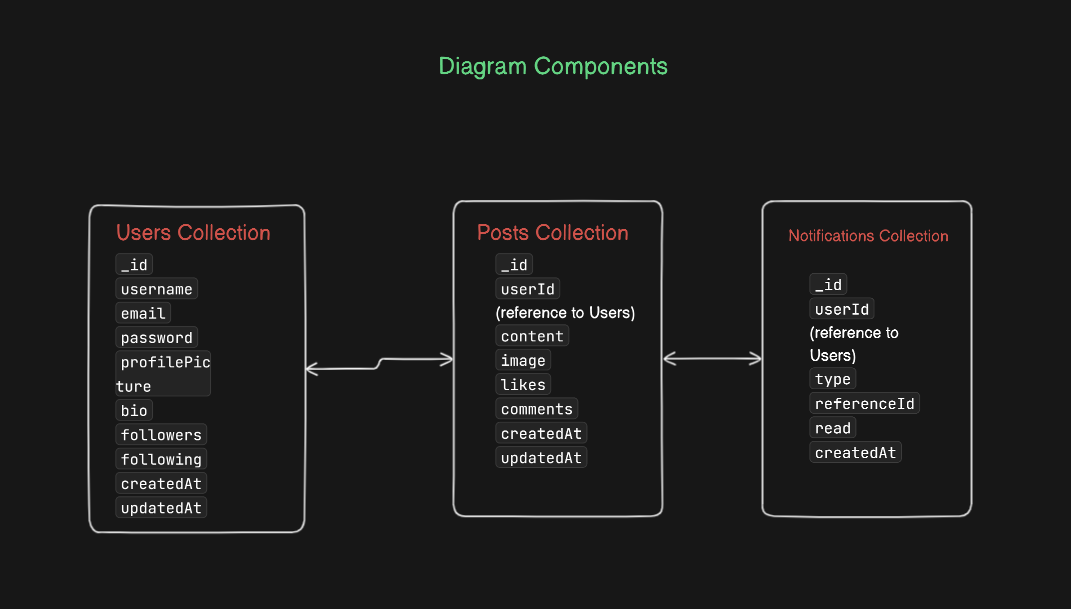 Diagram Components
Users Collection
_id
username
email
password
profilePic
ture
bio
followers
following
createdAt
updatedAt
Posts Collection
_id
userId
(reference to Users)
content
image
likes
comments
createdAt
updatedAt
Notifications Collection
_id
userId
(reference to
Users)
type
referenceId
read
createdAt